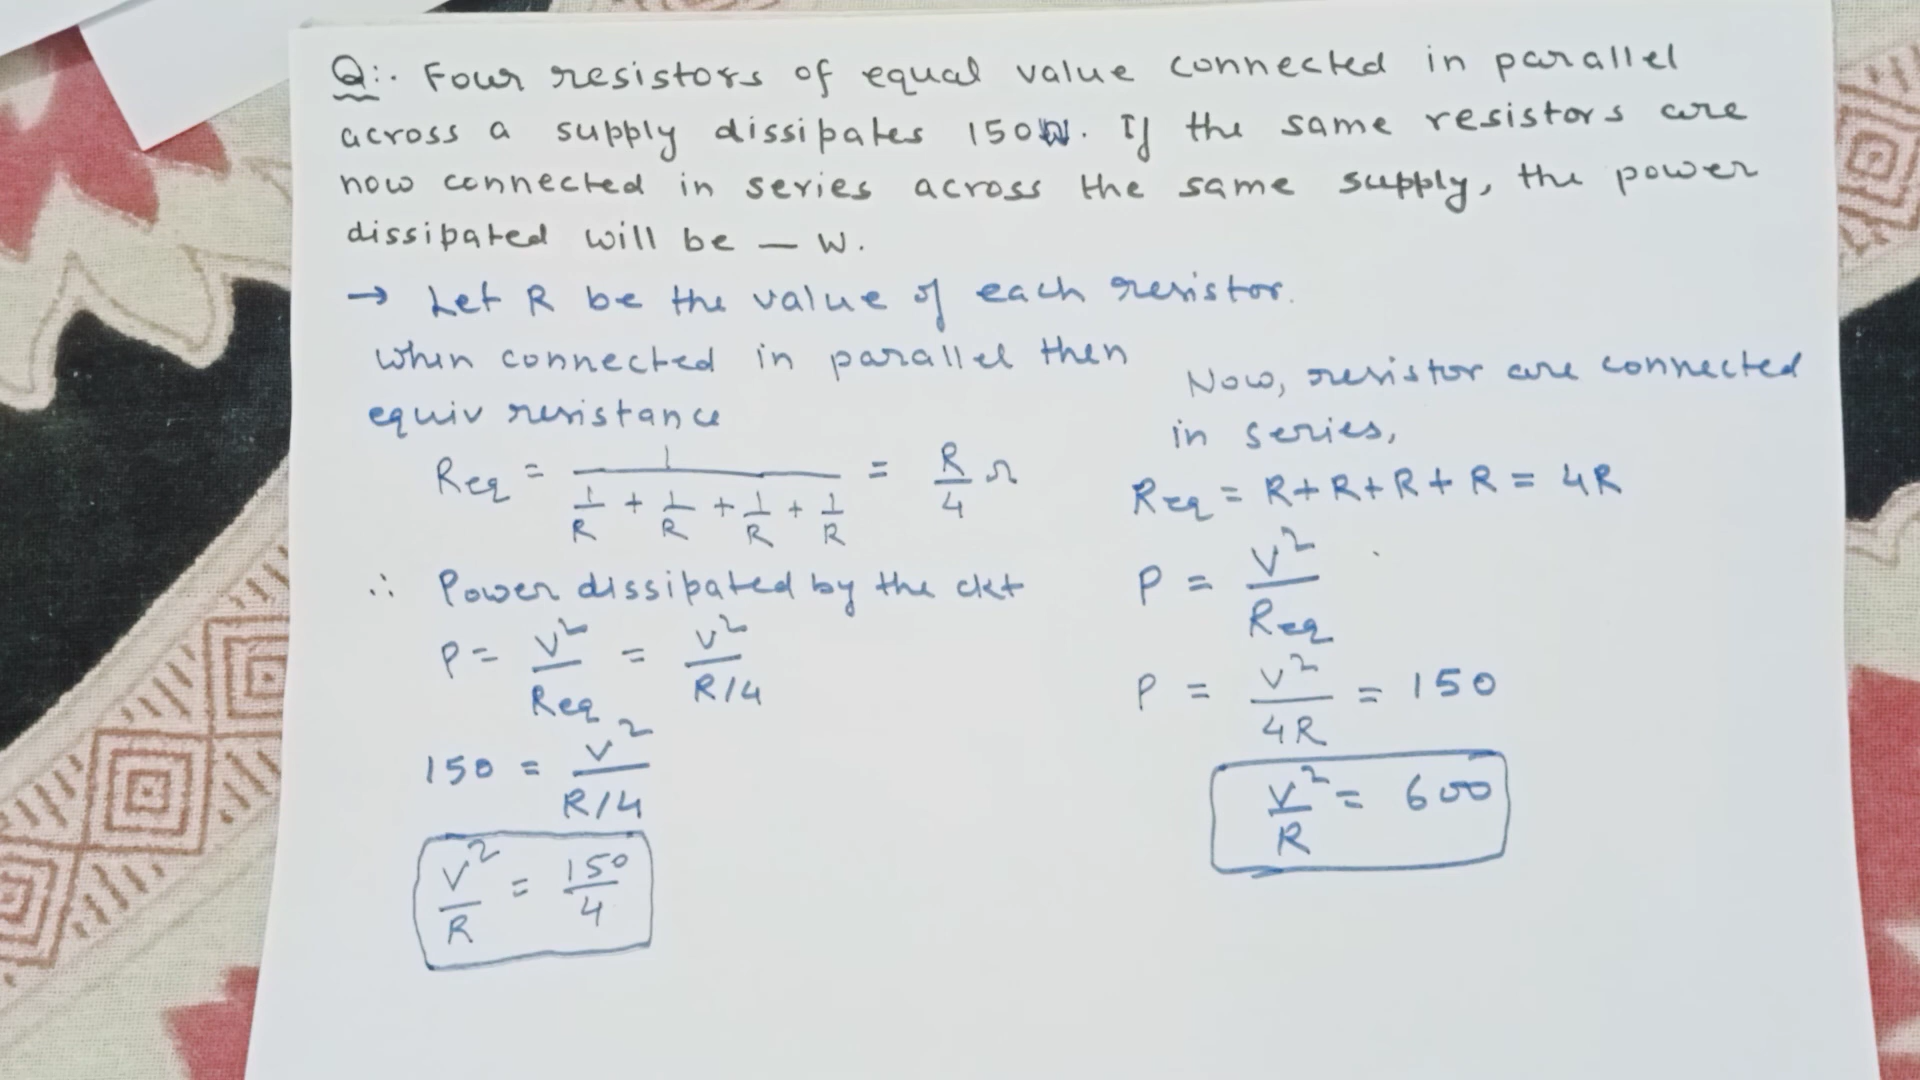 Q:. Four resistors of equal value connected in parallel
across a supply dissipates 150W. If the same resistors are
now connected in series across the same supply, the power
dissipated will be — W.
→ Let R be the value of each resistor.
when connected in parallel then
equiv resistance
Req = 1 / (1/R + 1/R + 1/R + 1/R) = R/4 Ω
∴ Power dissipated by the ckt
P = V²/Req = V²/(R/4)
150 = V²/(R/4)
V²/R = 150/4
Now, resistor are connected
in series,
Req = R+R+R+R = 4R
P = V²/Req
P = V²/4R = 150
V²/R = 600